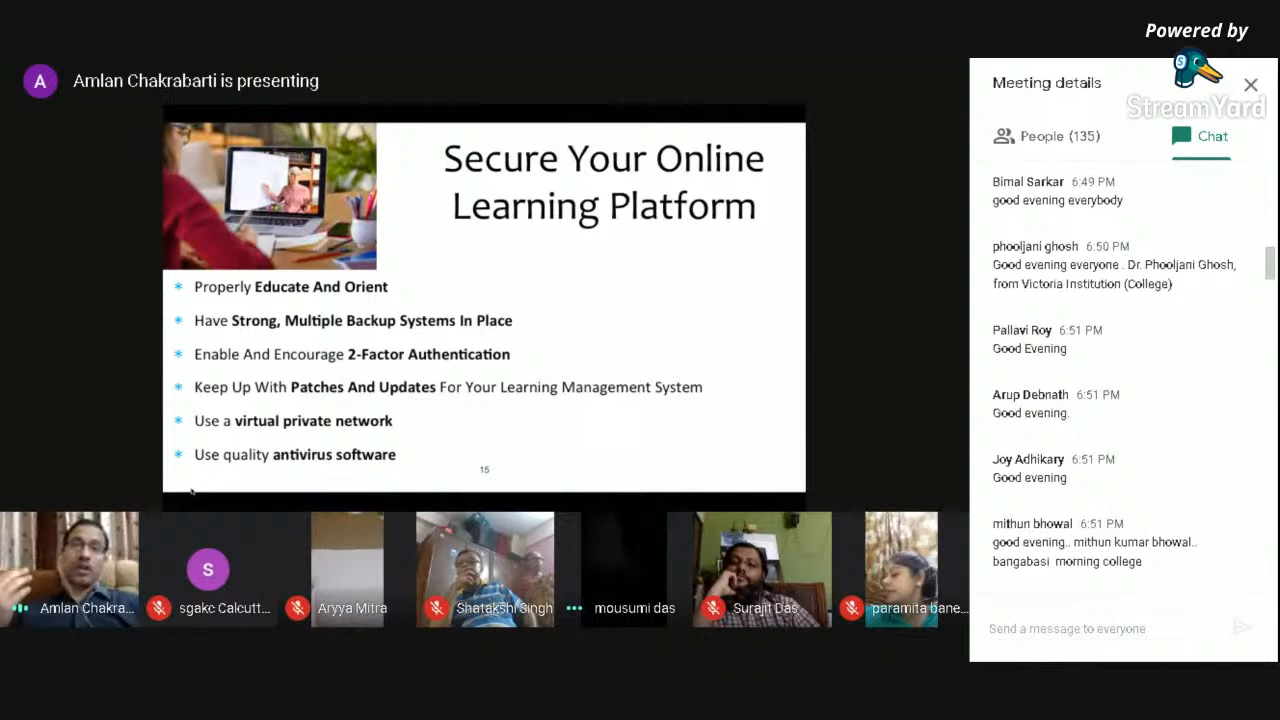 Powered by
StreamYard
A
Amlan Chakrabarti is presenting
Secure Your Online
Learning Platform
* Properly Educate And Orient
* Have Strong, Multiple Backup Systems In Place
* Enable And Encourage 2-Factor Authentication
* Keep Up With Patches And Updates For Your Learning Management System
* Use a virtual private network
* Use quality antivirus software
15
S
Amlan Chakra...
sgakc Calcutt...
Aryya Mitra
Shatakshi Singh
mousumi das
Surajit Das
paramita bane...
Meeting details
People (135)
Chat
Bimal Sarkar 6:49 PM
good evening everybody
phooljani ghosh 6:50 PM
Good evening everyone . Dr. Phooljani Ghosh,
from Victoria Institution (College)
Pallavi Roy 6:51 PM
Good Evening
Arup Debnath 6:51 PM
Good evening.
Joy Adhikary 6:51 PM
Good evening
mithun bhowal 6:51 PM
good evening.. mithun kumar bhowal..
bangabasi morning college
Send a message to everyone